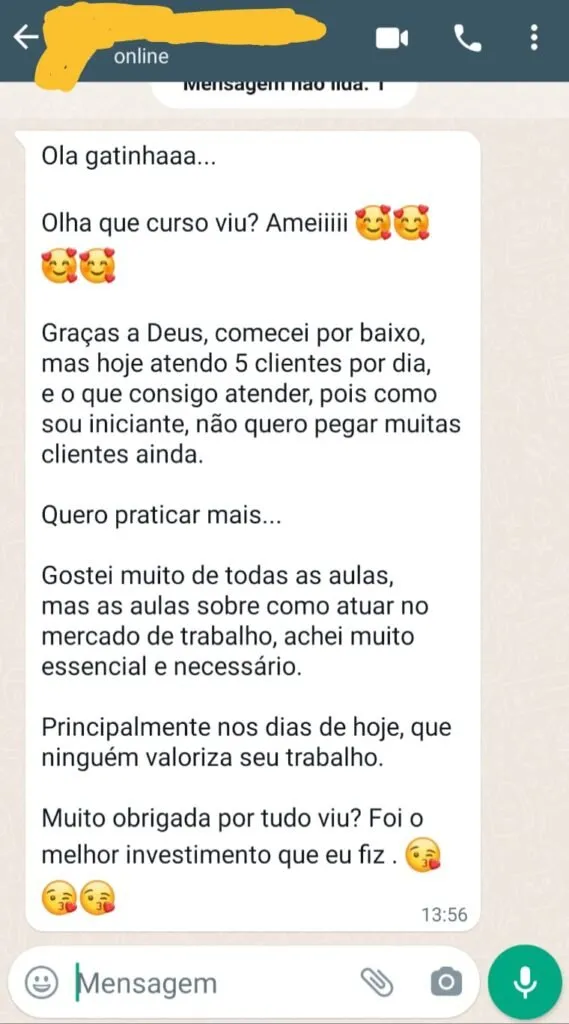 online
Mensagem não lida: 1
Ola gatinhaaa...
Olha que curso viu? Ameiiiii 🥰🥰
🥰🥰
Graças a Deus, comecei por baixo,
mas hoje atendo 5 clientes por dia,
e o que consigo atender, pois como
sou iniciante, não quero pegar muitas
clientes ainda.
Quero praticar mais...
Gostei muito de todas as aulas,
mas as aulas sobre como atuar no
mercado de trabalho, achei muito
essencial e necessário.
Principalmente nos dias de hoje, que
ninguém valoriza seu trabalho.
Muito obrigada por tudo viu? Foi o
melhor investimento que eu fiz . 😘
😘😘
13:56
Mensagem